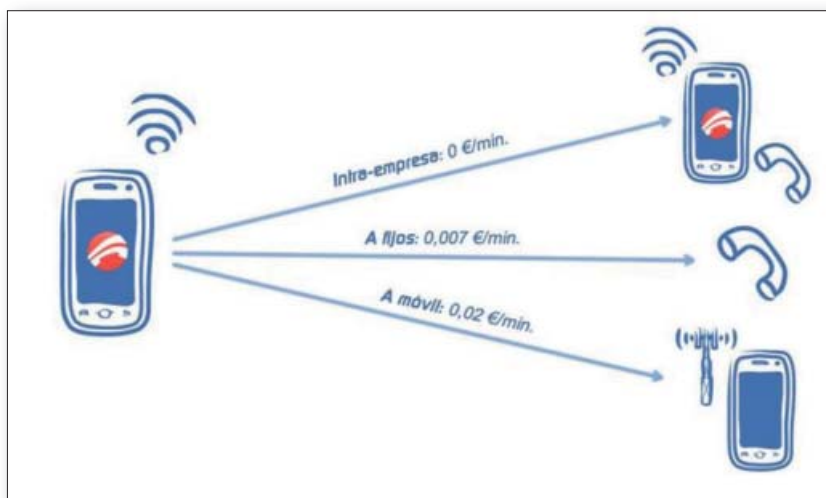 Intra-empresa: 0 €/min.
A fijos: 0,007 €/min.
A móvil: 0,02 €/min.